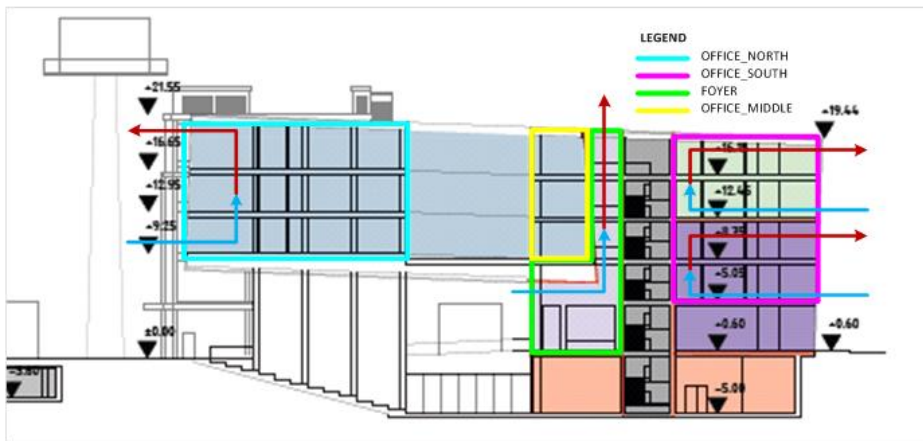 LEGEND
OFFICE_NORTH
OFFICE_SOUTH
FOYER
OFFICE_MIDDLE
+21.55
+19.44
+16.65
+12.95
+12.45
+9.25
+5.05
±0.00
+0.60
+0.60
-5.00